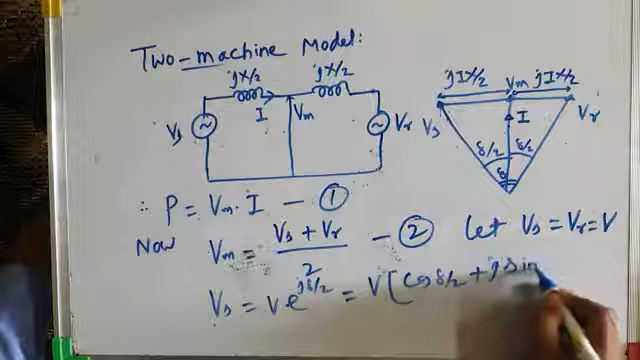 Two-machine Model:
jX/2 jX/2
I Vm
Vs Vr
jIX/2 Vm jIX/2
Vs I Vr
δ/2 δ/2
δ
∴ P = Vm · I — ①
Now Vm = (Vs + Vr)/2 — ② Let Vs = Vr = V
Vs = Ve^{jδ/2} = V[cos δ/2 + j sin